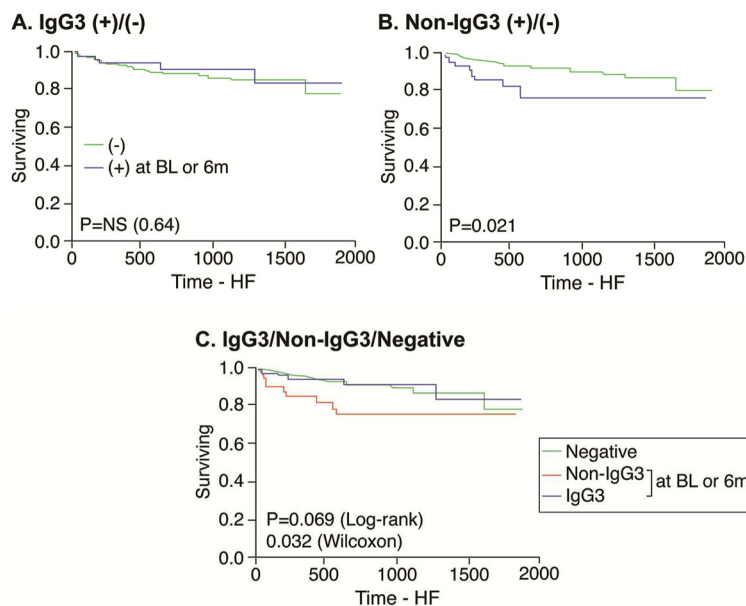 A. IgG3 (+)/(-)
1.0
0.8
0.6
0.4
0.2
0.0
Surviving
(-)
(+) at BL or 6m
P=NS (0.64)
0 500 1000 1500 2000
Time - HF
B. Non-IgG3 (+)/(-)
1.0
0.8
0.6
0.4
0.2
0.0
Surviving
P=0.021
0 500 1000 1500 2000
Time - HF
C. IgG3/Non-IgG3/Negative
1.0
0.8
0.6
0.4
0.2
0.0
Surviving
P=0.069 (Log-rank)
0.032 (Wilcoxon)
0 500 1000 1500 2000
Time - HF
Negative
Non-IgG3
IgG3
at BL or 6m